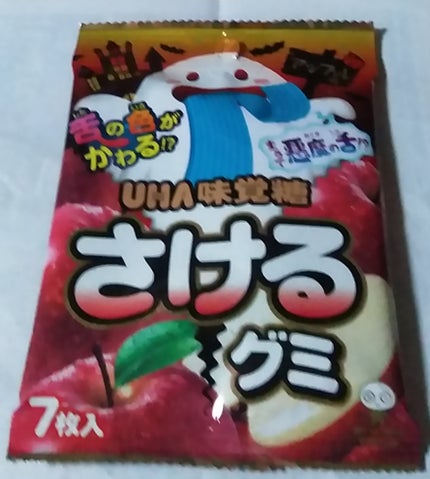 舌の色が
かわる!?
悪魔の舌!?
UHA味覚糖
さける
グミ
7枚入